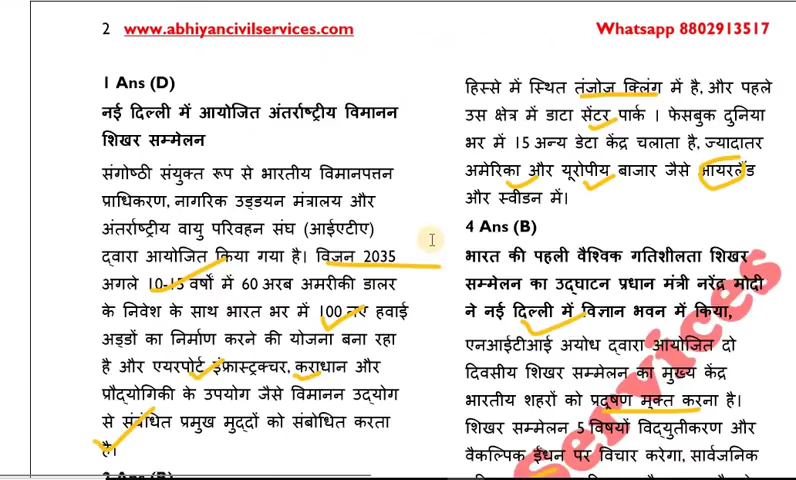 2 www.abhiyancivilservices.com
Whatsapp 8802913517
1 Ans (D)
नई दिल्ली में आयोजित अंतर्राष्ट्रीय विमानन
शिखर सम्मेलन
संगोष्ठी संयुक्त रूप से भारतीय विमानपत्तन
प्राधिकरण, नागरिक उड्डयन मंत्रालय और
अंतर्राष्ट्रीय वायु परिवहन संघ (आईएटीए)
द्वारा आयोजित किया गया है। विजन 2035
अगले 10-15 वर्षों में 60 अरब अमरीकी डालर
के निवेश के साथ भारत भर में 100 नए हवाई
अड्डों का निर्माण करने की योजना बना रहा
है और एयरपोर्ट इंफ्रास्ट्रक्चर, कराधान और
प्रौद्योगिकी के उपयोग जैसे विमानन उद्योग
से संबंधित प्रमुख मुद्दों को संबोधित करता
है।
2 Ans (B)
हिस्से में स्थित तंजोज क्लिंग में है, और पहले
उस क्षेत्र में डाटा सेंटर पार्क । फेसबुक दुनिया
भर में 15 अन्य डेटा केंद्र चलाता है, ज्यादातर
अमेरिका और यूरोपीय बाजार जैसे आयरलैंड
और स्वीडन में।
4 Ans (B)
भारत की पहली वैश्विक गतिशीलता शिखर
सम्मेलन का उद्घाटन प्रधान मंत्री नरेंद्र मोदी
ने नई दिल्ली में विज्ञान भवन में किया,
एनआईटीआई अयोध द्वारा आयोजित दो
दिवसीय शिखर सम्मेलन का मुख्य केंद्र
भारतीय शहरों को प्रदूषण मुक्त करना है।
शिखर सम्मेलन 5 विषयों विद्युतीकरण और
वैकल्पिक ईंधन पर विचार करेगा, सार्वजनिक
services